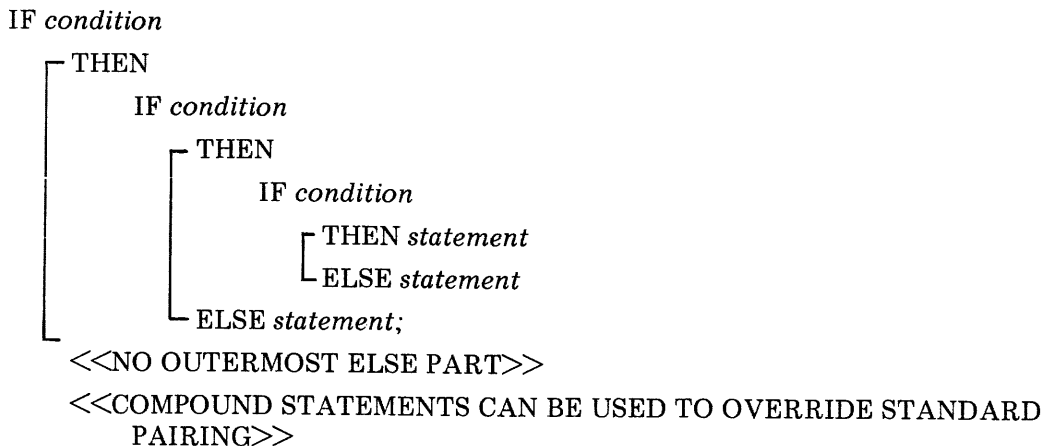 IF condition
THEN
IF condition
THEN
IF condition
THEN statement
ELSE statement
ELSE statement;
<<NO OUTERMOST ELSE PART>>
<<COMPOUND STATEMENTS CAN BE USED TO OVERRIDE STANDARD
PAIRING>>